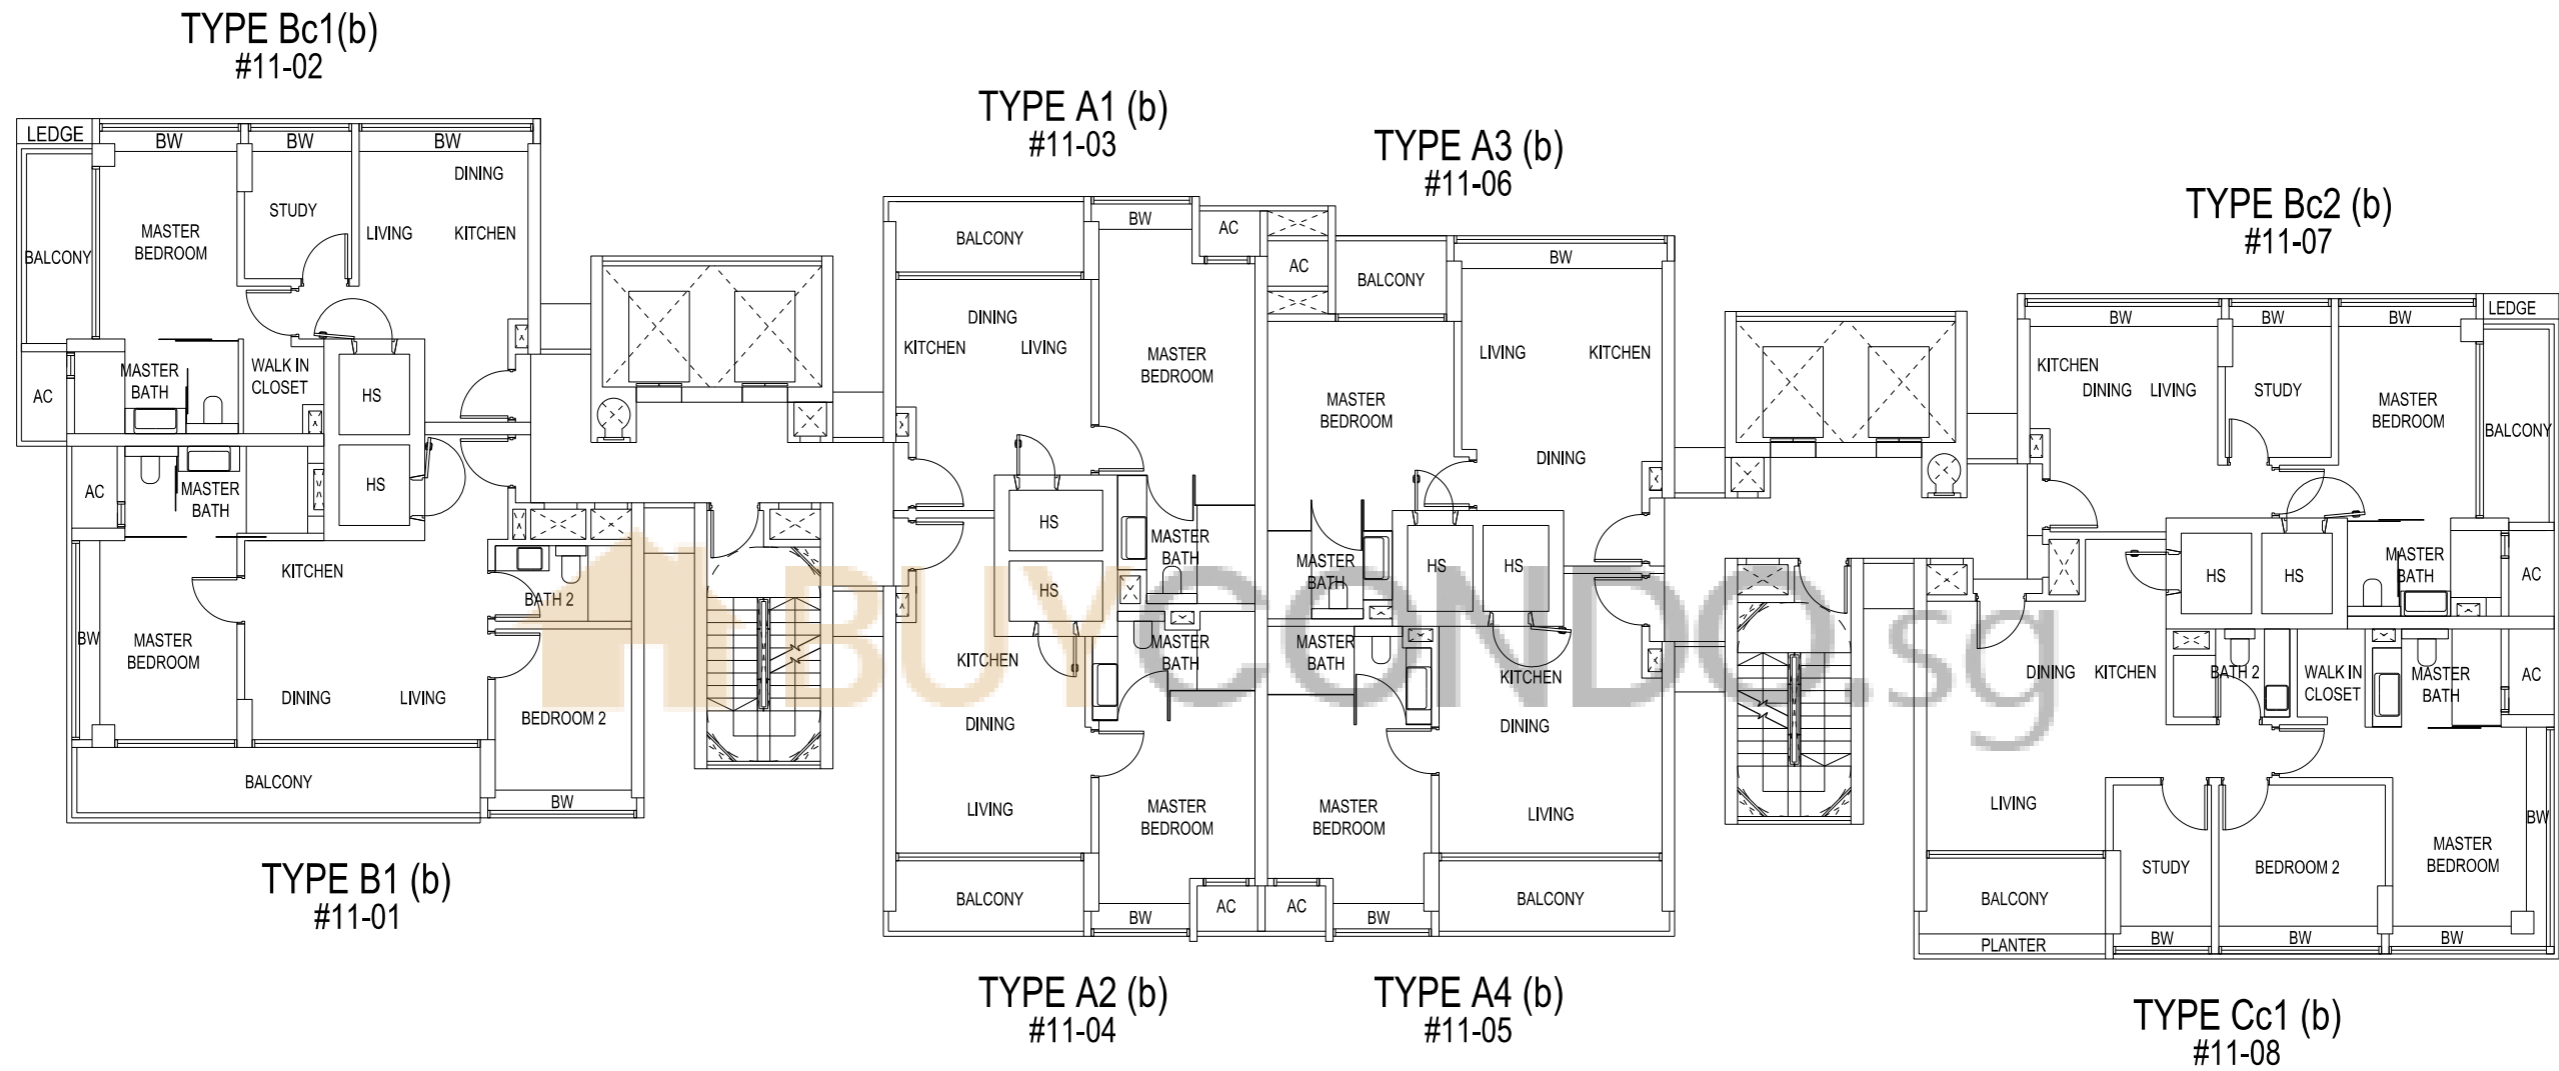 TYPE Bc1(b)
#11-02
LEDGE
BW
BW
BW
DINING
STUDY
MASTER
BEDROOM
LIVING
KITCHEN
BALCONY
MASTER
BATH
WALK IN
CLOSET
HS
AC
AC
MASTER
BATH
HS
KITCHEN
BATH 2
BW
MASTER
BEDROOM
DINING
LIVING
BEDROOM 2
BALCONY
BW
TYPE B1 (b)
#11-01
TYPE A1 (b)
#11-03
BALCONY
BW
AC
DINING
KITCHEN
LIVING
MASTER
BEDROOM
HS
MASTER
BATH
HS
MASTER
BATH
KITCHEN
DINING
LIVING
MASTER
BEDROOM
BALCONY
BW
AC
TYPE A2 (b)
#11-04
TYPE A3 (b)
#11-06
AC
BALCONY
BW
LIVING
KITCHEN
MASTER
BEDROOM
DINING
MASTER
BATH
HS
HS
MASTER
BATH
KITCHEN
DINING
MASTER
BEDROOM
LIVING
AC
BW
BALCONY
TYPE A4 (b)
#11-05
BUYCONDO.sg
TYPE Bc2 (b)
#11-07
LEDGE
BW
BW
BW
KITCHEN
DINING
LIVING
STUDY
MASTER
BEDROOM
BALCONY
HS
HS
MASTER
BATH
AC
DINING
KITCHEN
BATH 2
WALK IN
CLOSET
MASTER
BATH
AC
LIVING
BW
MASTER
BEDROOM
STUDY
BEDROOM 2
BALCONY
PLANTER
BW
BW
BW
TYPE Cc1 (b)
#11-08